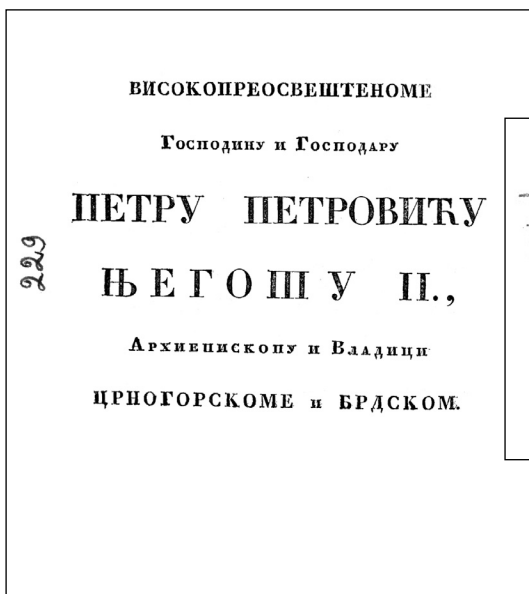 ВИСОКОПРЕОСВЕШТЕНОМЕ
Господину и Господару
ПЕТРУ ПЕТРОВИЋУ
ЊЕГОШУ II.,
Архиепископу и Владици
ЦРНОГОРСКОМЕ и БРДСКОМ.
229